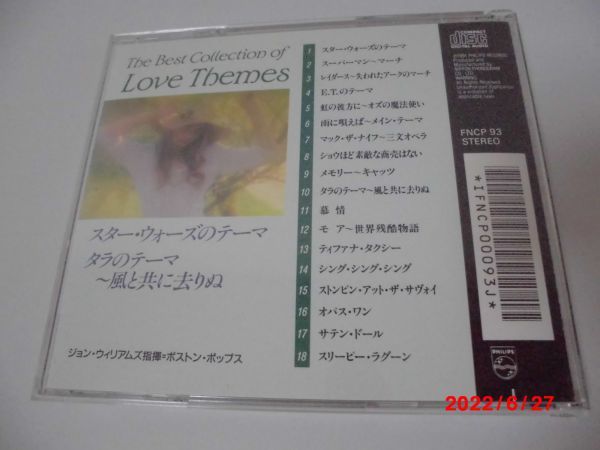 The Best Collection of
Love Themes
スター・ウォーズのテーマ
タラのテーマ
～風と共に去りぬ
ジョン・ウィリアムズ指揮=ボストン・ポップス
1 スター・ウォーズのテーマ
2 スーパーマン～マーチ
3 レイダース～失われたアークのマーチ
4 E.T.のテーマ
5 虹の彼方に～オズの魔法使い
6 雨に唄えば～メイン・テーマ
7 マック・ザ・ナイフ～三文オペラ
8 ショウほど素敵な商売はない
9 メモリー～キャッツ
10 タラのテーマ～風と共に去りぬ
11 慕情
12 モア～世界残酷物語
13 ティファナ・タクシー
14 シング・シング・シング
15 ストンピン・アット・ザ・サヴォイ
16 オパス・ワン
17 サテン・ドール
18 スリーピー・ラグーン
COMPACT
disc
DIGITAL AUDIO
FNCP 93
STEREO
*IFNCP00093J*
PHILIPS
2022/6/27